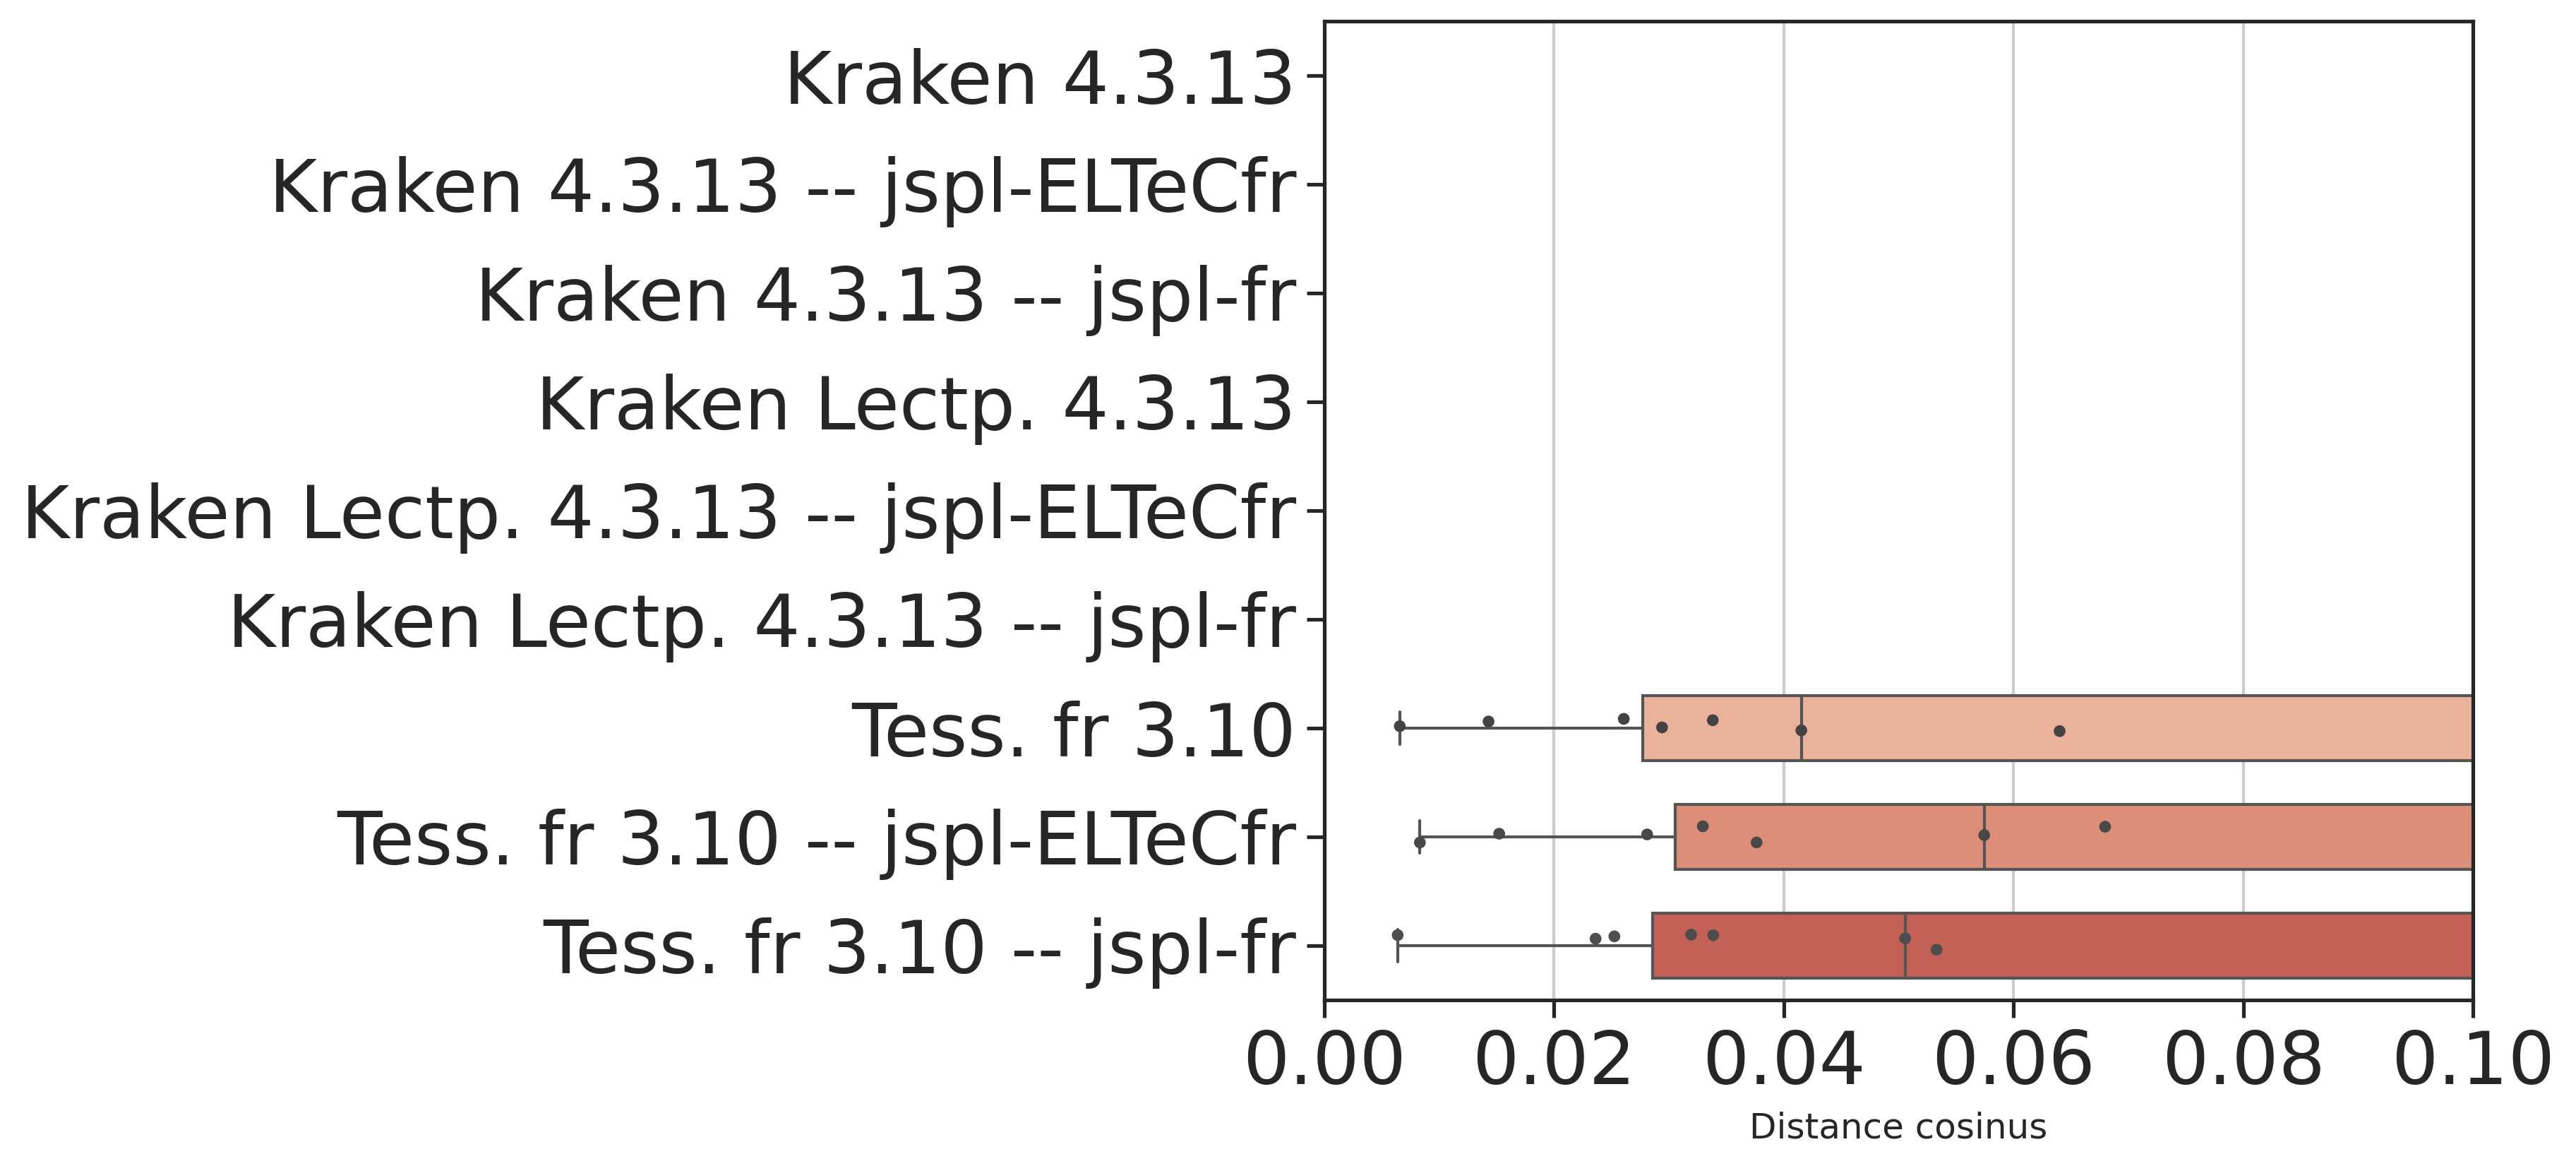 Kraken 4.3.13
Kraken 4.3.13 -- jspl-ELTeCfr
Kraken 4.3.13 -- jspl-fr
Kraken Lectp. 4.3.13
Kraken Lectp. 4.3.13 -- jspl-ELTeCfr
Kraken Lectp. 4.3.13 -- jspl-fr
Tess. fr 3.10
Tess. fr 3.10 -- jspl-ELTeCfr
Tess. fr 3.10 -- jspl-fr
0.00 0.02 0.04 0.06 0.08 0.10
Distance cosinus